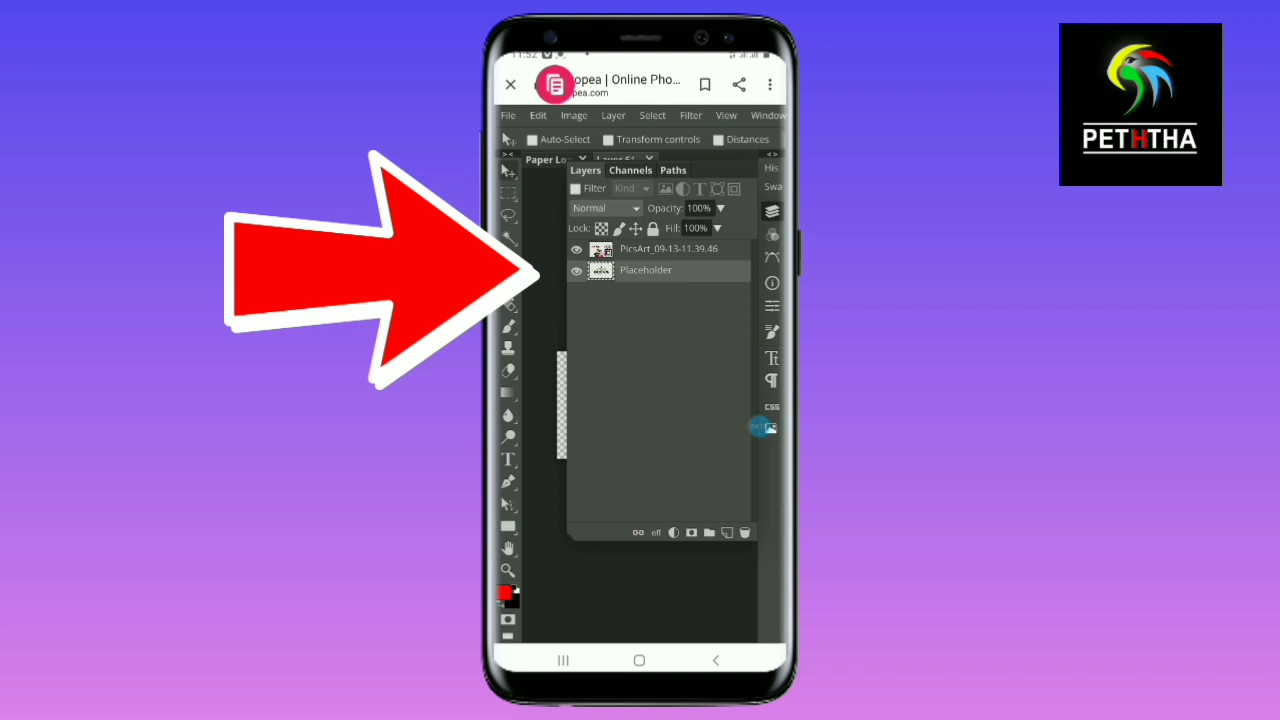 11:52
opea | Online Pho...
pea.com
File Edit Image Layer Select Filter View Window
Auto-Select Transform controls Distances
Paper Lo
Layers Channels Paths
His
Filter Kind
Swa
Normal Opacity: 100%
Lock: Fill: 100%
PicsArt_09-13-11.39.46
Placeholder
CSS
eff
PETHTHA